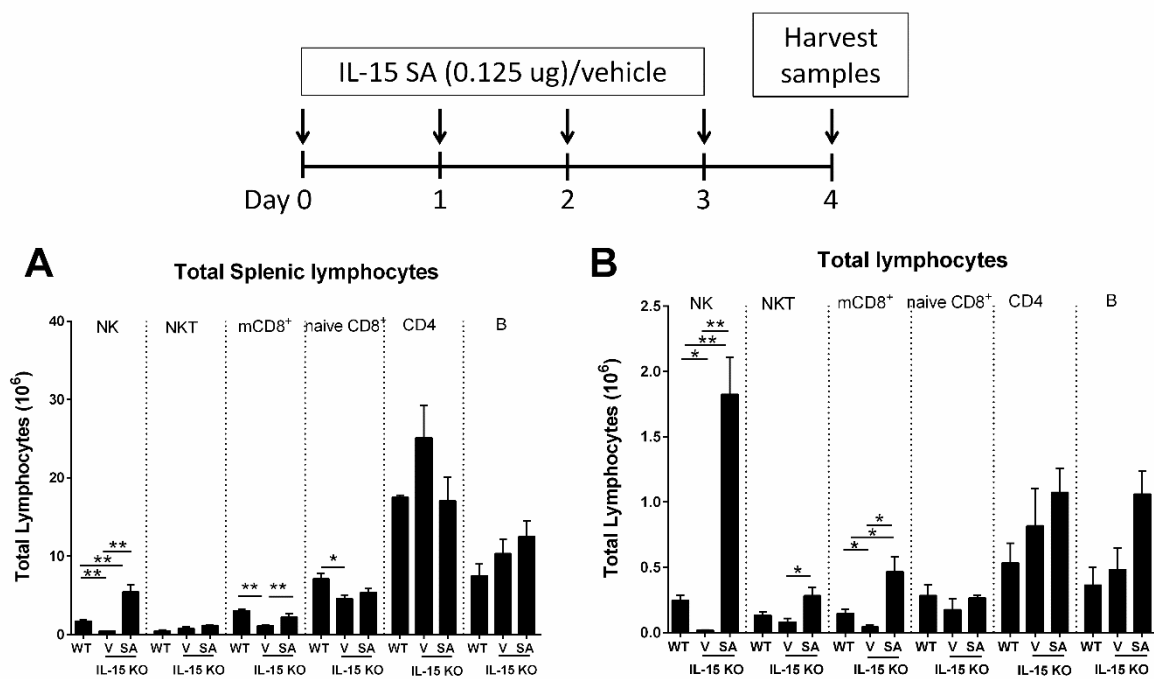 IL-15 SA (0.125 ug)/vehicle
Harvest
samples
Day 0 1 2 3 4
A
Total Splenic lymphocytes
NK NKT mCD8+ naive CD8+ CD4 B
Total Lymphocytes (10^6)
40
30
20
10
0
** ** **
** **
*
WT V SA WT V SA WT V SA WT V SA WT V SA WT V SA
IL-15 KO IL-15 KO IL-15 KO IL-15 KO IL-15 KO IL-15 KO
B
Total lymphocytes
NK NKT mCD8+ naive CD8+ CD4 B
Total Lymphocytes (10^6)
2.5
2.0
1.5
1.0
0.5
0.0
** ** *
*
* * *
WT V SA WT V SA WT V SA WT V SA WT V SA WT V SA
IL-15 KO IL-15 KO IL-15 KO IL-15 KO IL-15 KO IL-15 KO